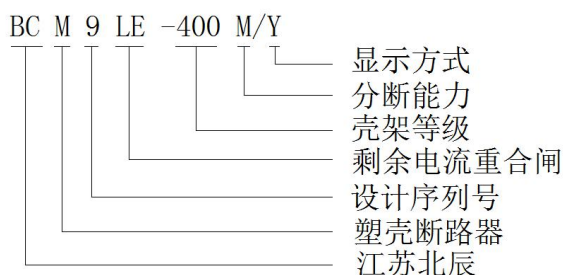 BC M 9 LE -400 M/Y
显示方式
分断能力
壳架等级
剩余电流重合闸
设计序列号
塑壳断路器
江苏北辰